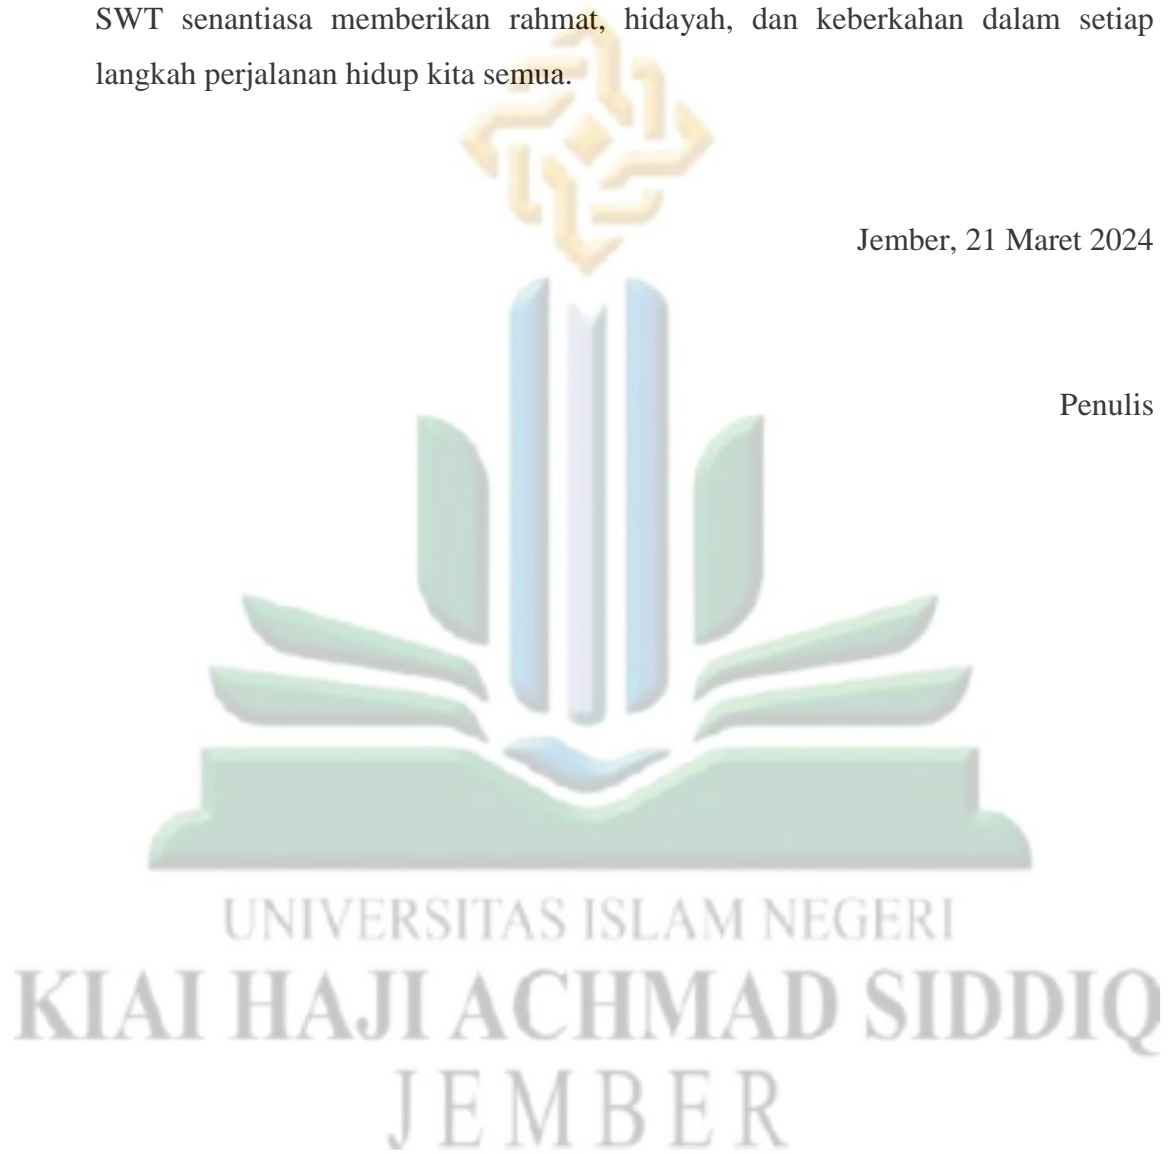 SWT senantiasa memberikan rahmat, hidayah, dan keberkahan dalam setiap
langkah perjalanan hidup kita semua.
Jember, 21 Maret 2024
Penulis
UNIVERSITAS ISLAM NEGERI
KIAI HAJI ACHMAD SIDDIQ
JEMBER